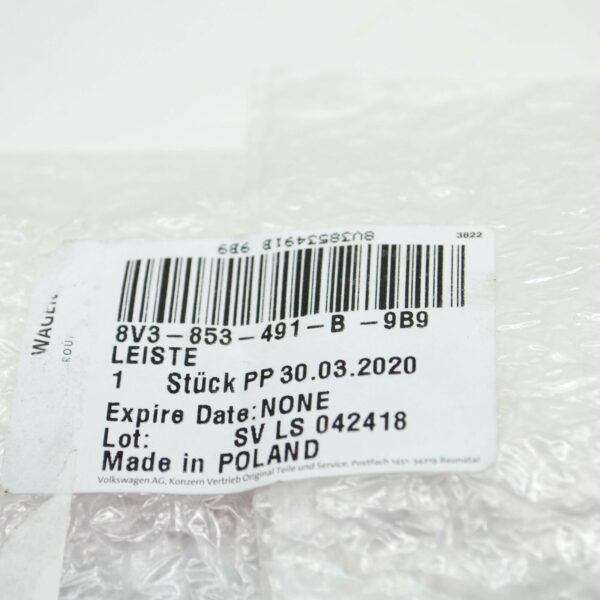 8V3853491B 9B9
3822
8V3-853-491-B -9B9
LEISTE
1 Stück PP 30.03.2020
Expire Date: NONE
Lot: SV LS 042418
Made in POLAND
Volkswagen AG, Konzern Vertrieb Original Teile und Service, Postfach 1451, 34219 Baunatal